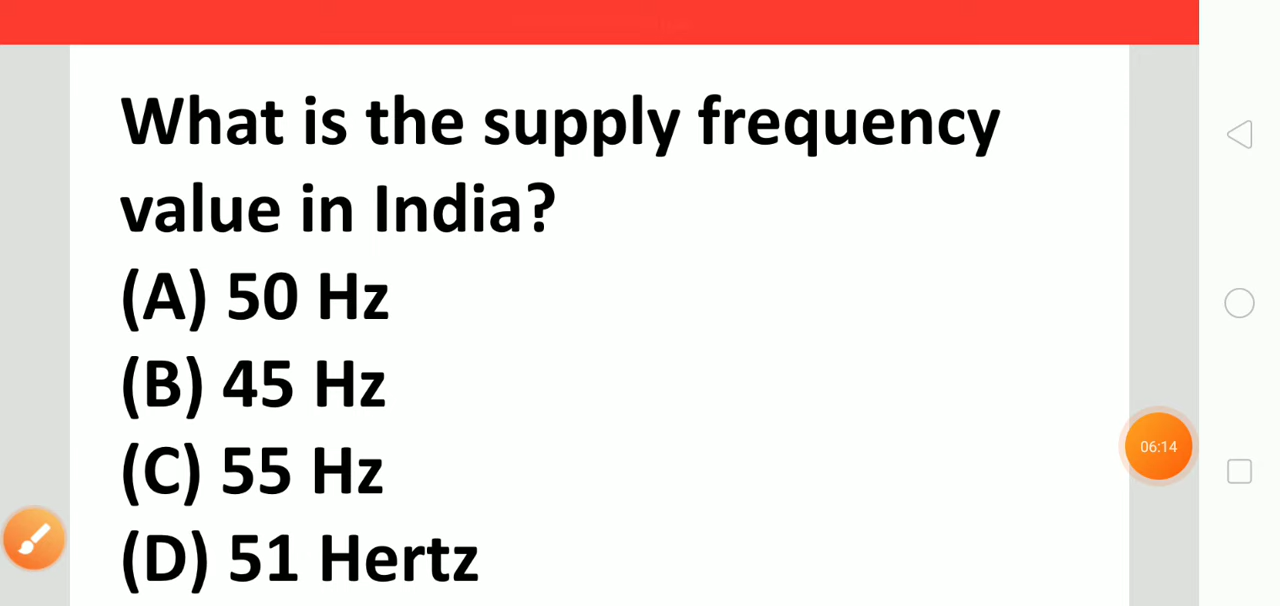 What is the supply frequency
value in India?
(A) 50 Hz
(B) 45 Hz
(C) 55 Hz
06:14
(D) 51 Hertz